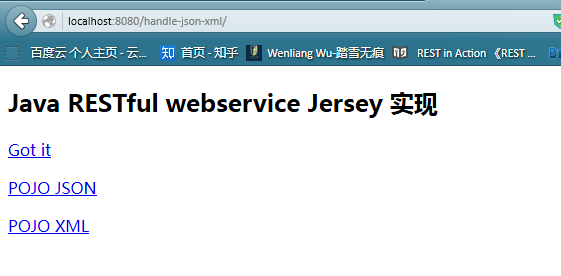 localhost:8080/handle-json-xml/
百度云 个人主页 - 云... 知 首页 - 知乎 Wenliang Wu-踏雪无痕 REST in Action 《REST ...
Java RESTful webservice Jersey 实现
Got it
POJO JSON
POJO XML